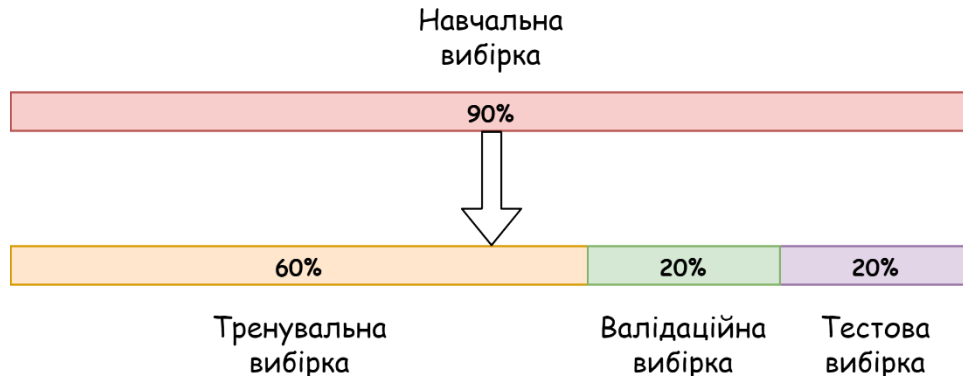 Навчальна
вибірка
90%
60%
20%
20%
Тренувальна
вибірка
Валідаційна
вибірка
Тестова
вибірка